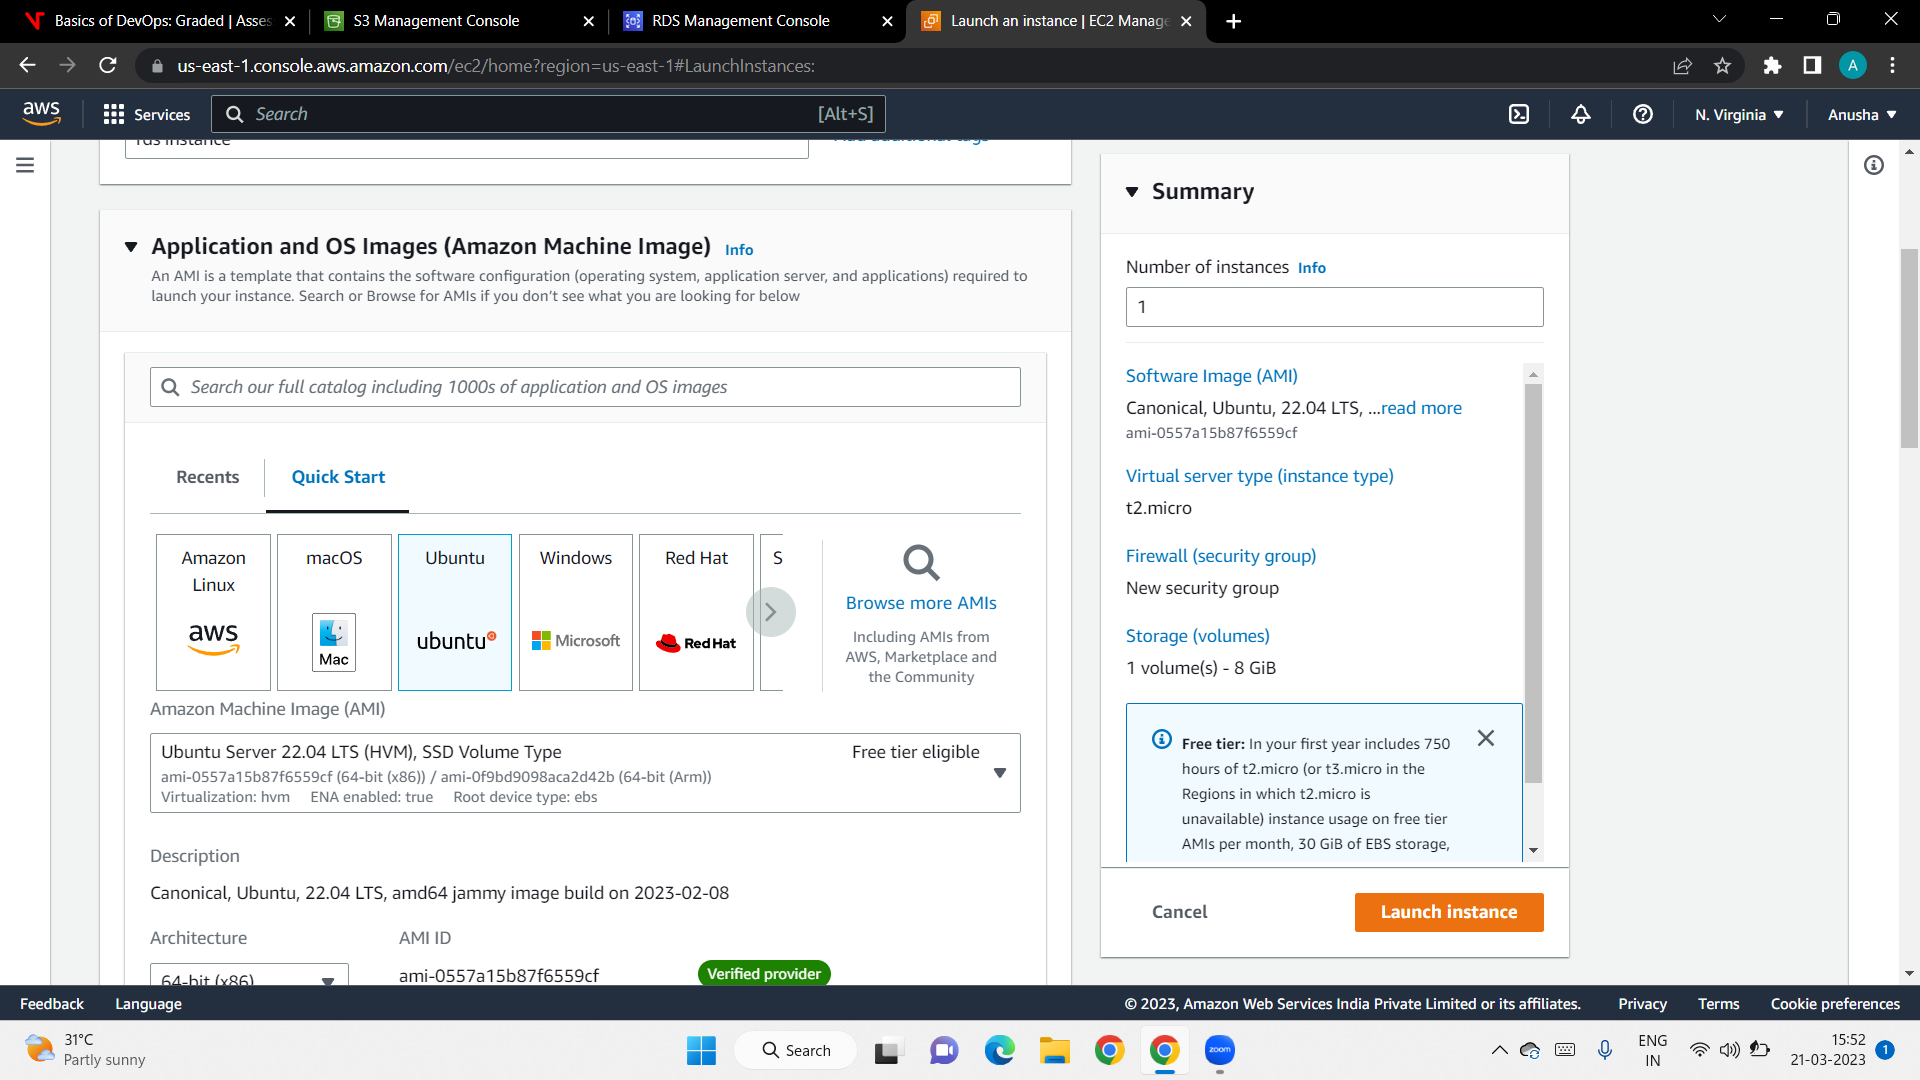 Basics of DevOps: Graded | Asses
S3 Management Console
RDS Management Console
Launch an instance | EC2 Manage
us-east-1.console.aws.amazon.com/ec2/home?region=us-east-1#LaunchInstances:
A
aws
Services
Search
[Alt+S]
N. Virginia
Anusha
rds instance
Add additional tags
Application and OS Images (Amazon Machine Image) Info
An AMI is a template that contains the software configuration (operating system, application server, and applications) required to
launch your instance. Search or Browse for AMIs if you don't see what you are looking for below
Search our full catalog including 1000s of application and OS images
Recents
Quick Start
Amazon
Linux
aws
macOS
Mac
Ubuntu
ubuntu
Windows
Microsoft
Red Hat
Red Hat
S
Browse more AMIs
Including AMIs from
AWS, Marketplace and
the Community
Amazon Machine Image (AMI)
Ubuntu Server 22.04 LTS (HVM), SSD Volume Type
Free tier eligible
ami-0557a15b87f6559cf (64-bit (x86)) / ami-0f9bd9098aca2d42b (64-bit (Arm))
Virtualization: hvm ENA enabled: true Root device type: ebs
Description
Canonical, Ubuntu, 22.04 LTS, amd64 jammy image build on 2023-02-08
Architecture
AMI ID
64-bit (x86)
ami-0557a15b87f6559cf
Verified provider
Summary
Number of instances Info
1
Software Image (AMI)
Canonical, Ubuntu, 22.04 LTS, ...read more
ami-0557a15b87f6559cf
Virtual server type (instance type)
t2.micro
Firewall (security group)
New security group
Storage (volumes)
1 volume(s) - 8 GiB
Free tier: In your first year includes 750
hours of t2.micro (or t3.micro in the
Regions in which t2.micro is
unavailable) instance usage on free tier
AMIs per month, 30 GiB of EBS storage,
Cancel
Launch instance
Feedback
Language
© 2023, Amazon Web Services India Private Limited or its affiliates.
Privacy
Terms
Cookie preferences
31°C
Partly sunny
Search
zoom
ENG
IN
15:52
21-03-2023
1